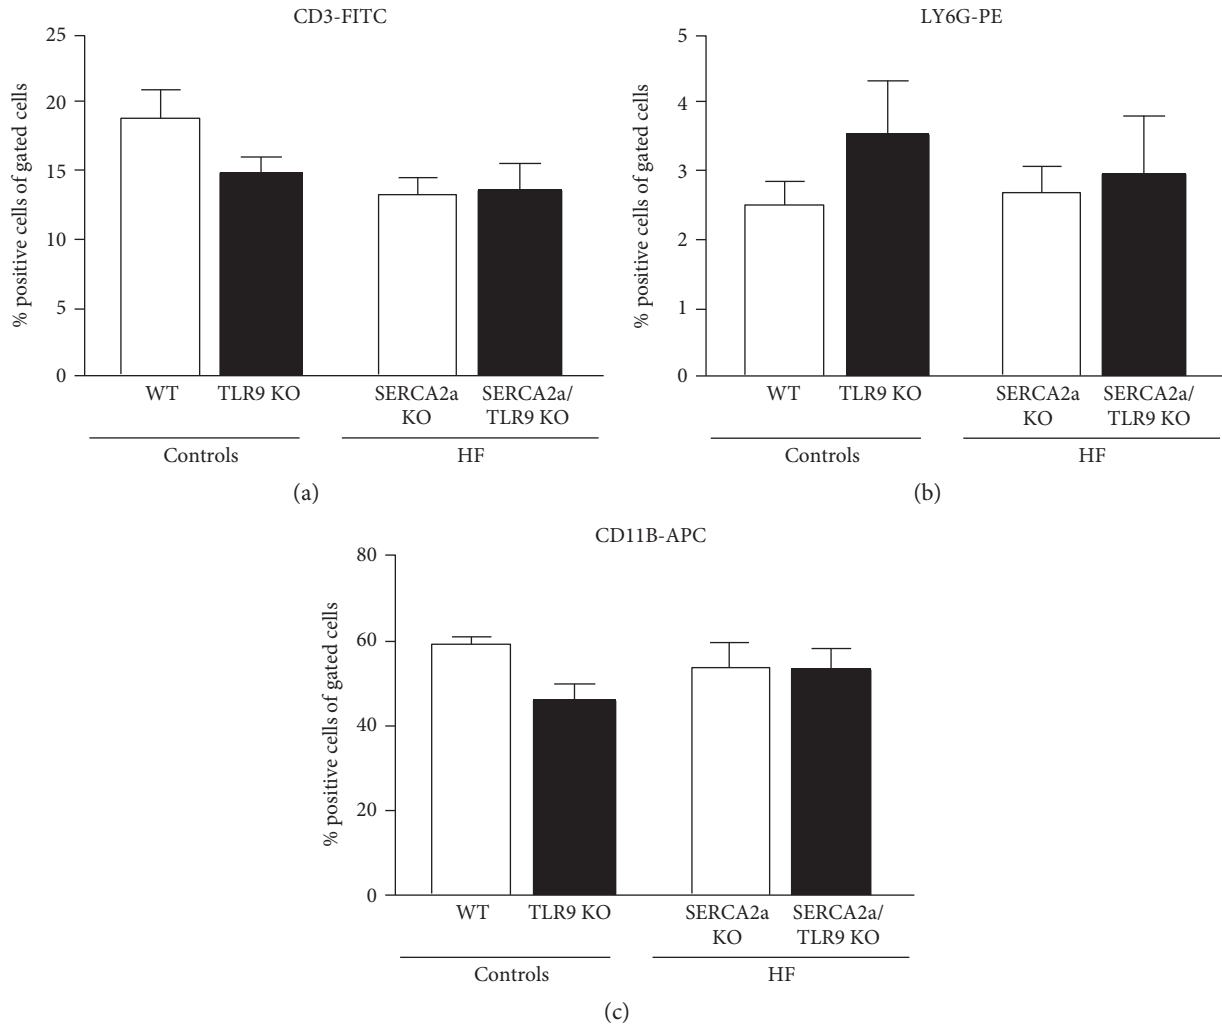 CD3-FITC
% positive cells of gated cells
25
20
15
10
5
0
WT
TLR9 KO
SERCA2a
KO
SERCA2a/
TLR9 KO
Controls
HF
(a)
LY6G-PE
% positive cells of gated cells
5
4
3
2
1
0
WT
TLR9 KO
SERCA2a
KO
SERCA2a/
TLR9 KO
Controls
HF
(b)
CD11B-APC
% positive cells of gated cells
80
60
40
20
0
WT
TLR9 KO
SERCA2a
KO
SERCA2a/
TLR9 KO
Controls
HF
(c)